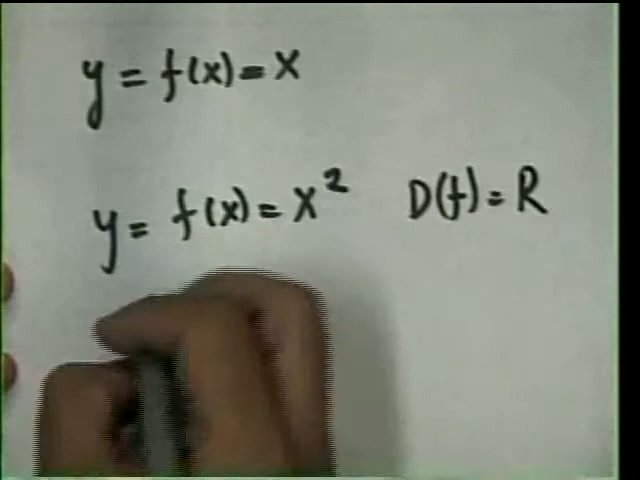 y = f(x) = x
y = f(x) = x² D(f) = R